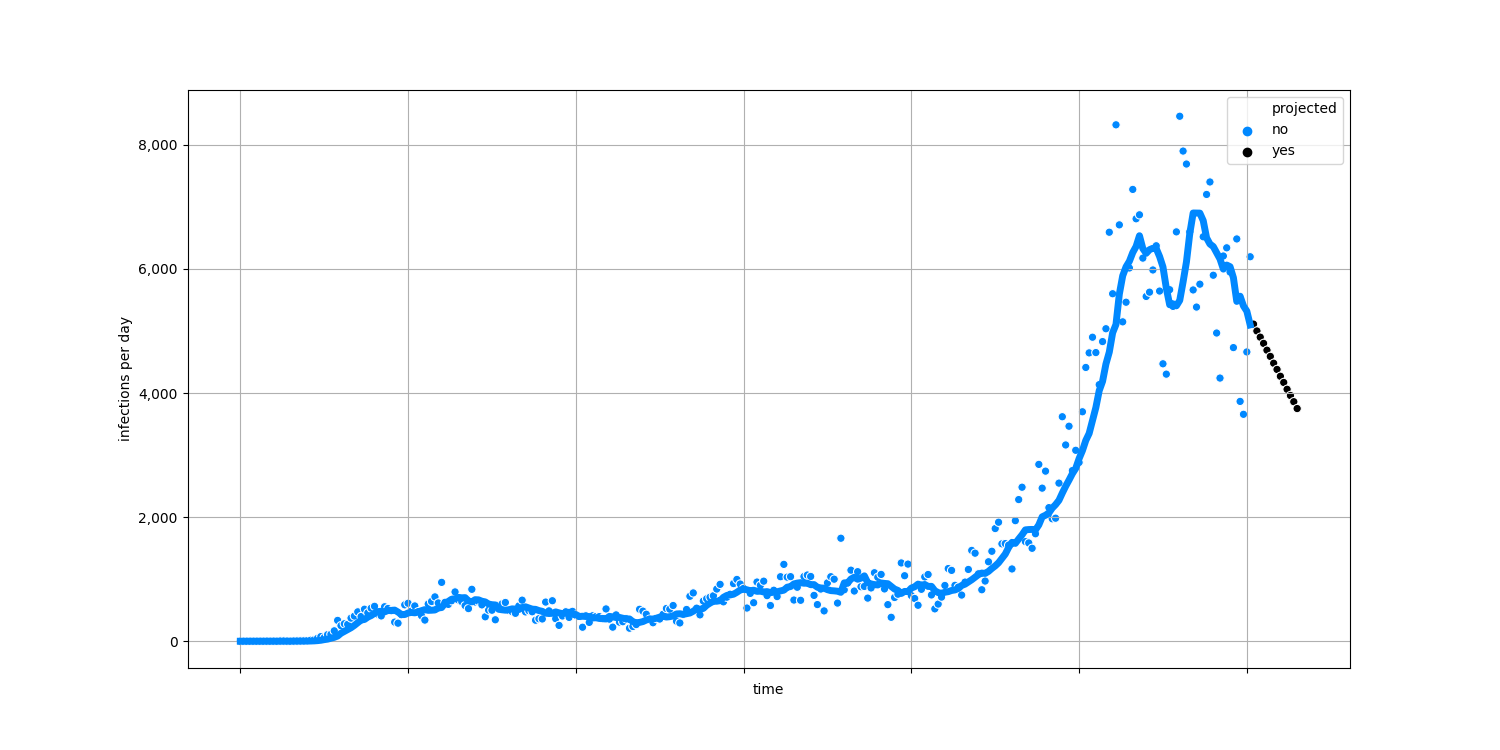 projected
no
yes
8,000
6,000
4,000
2,000
0
infections per day
time